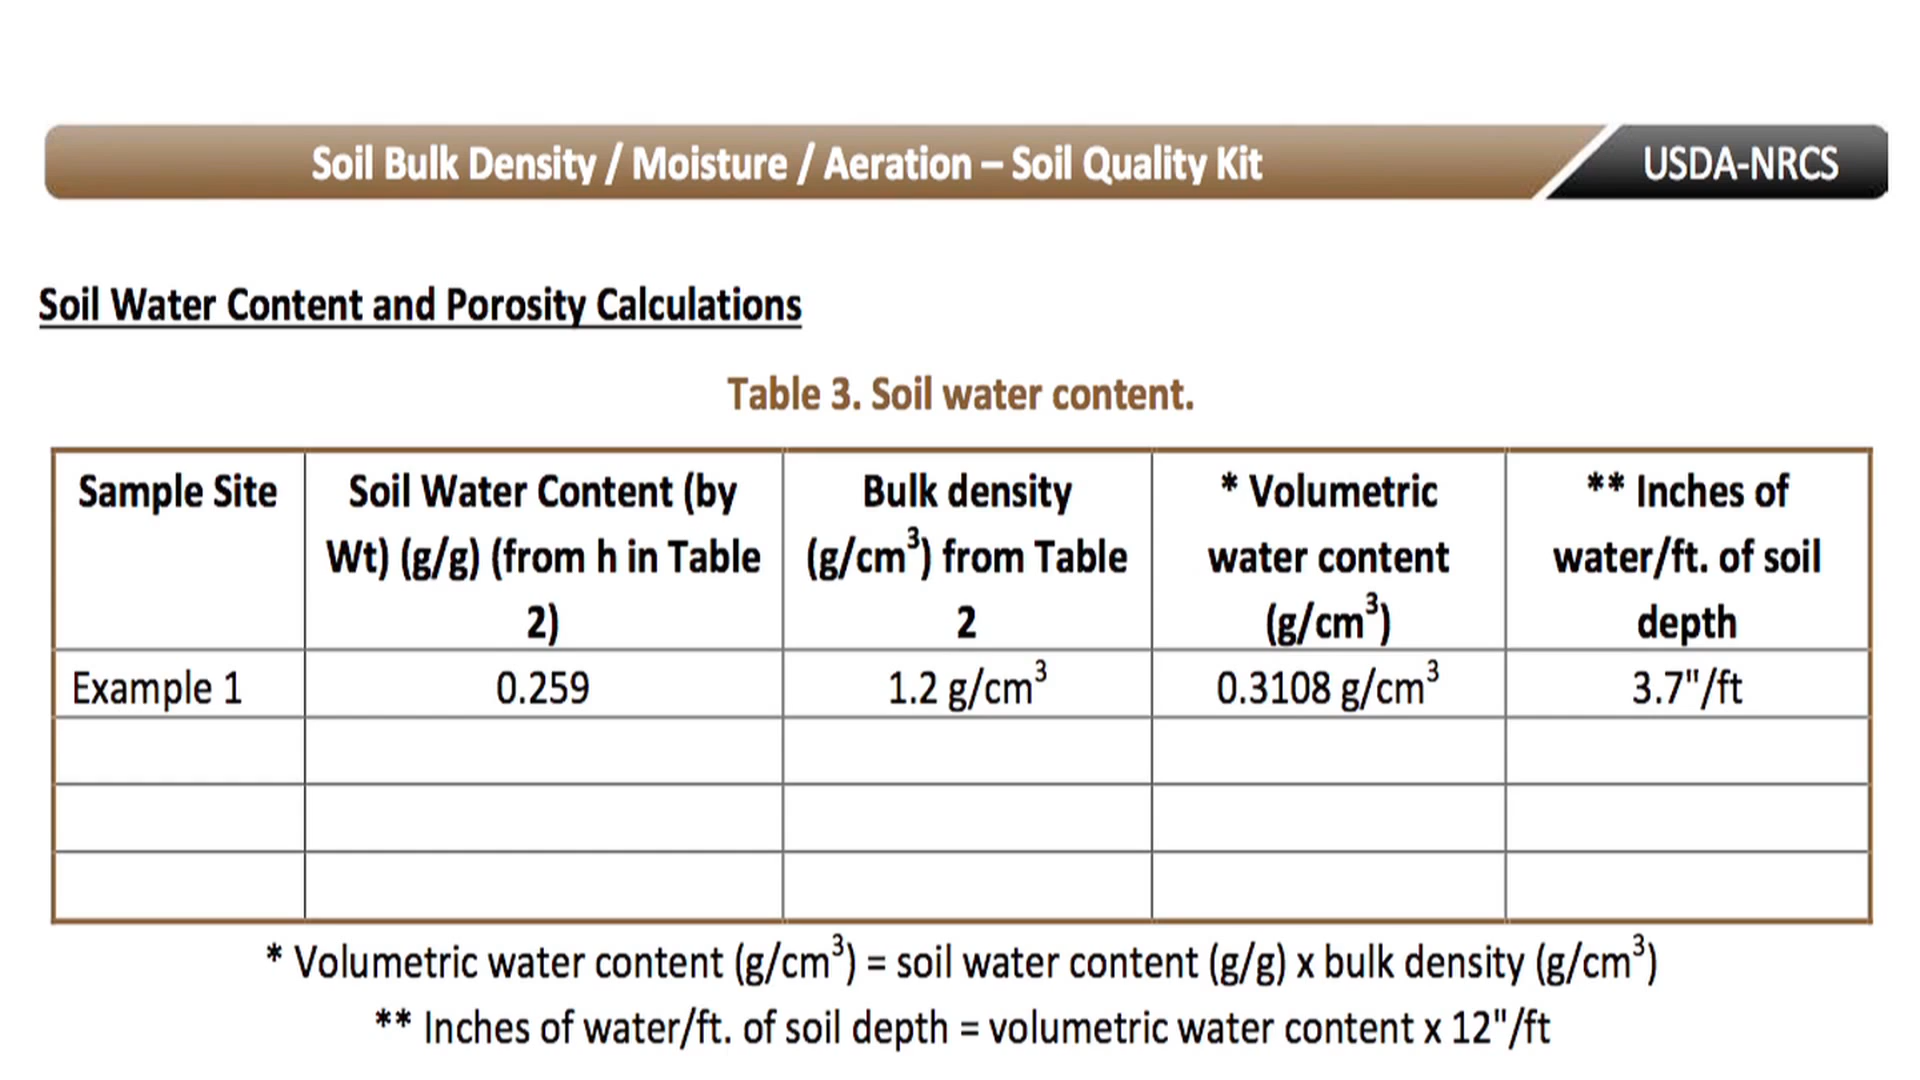 Soil Bulk Density / Moisture / Aeration – Soil Quality Kit
USDA-NRCS
Soil Water Content and Porosity Calculations
Table 3. Soil water content.
Sample Site
Soil Water Content (by
Wt) (g/g) (from h in Table
2)
Bulk density
(g/cm³) from Table
2
* Volumetric
water content
(g/cm³)
** Inches of
water/ft. of soil
depth
Example 1
0.259
1.2 g/cm³
0.3108 g/cm³
3.7"/ft
* Volumetric water content (g/cm³) = soil water content (g/g) x bulk density (g/cm³)
** Inches of water/ft. of soil depth = volumetric water content x 12"/ft